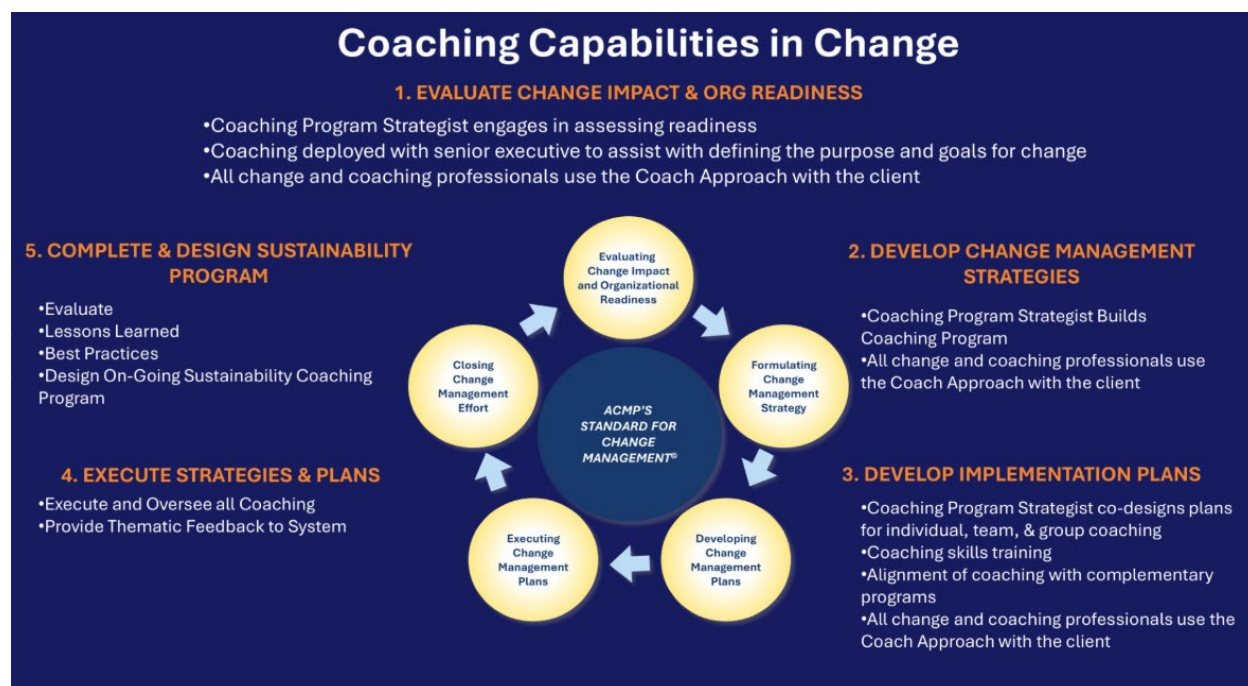 Coaching Capabilities in Change
1. EVALUATE CHANGE IMPACT & ORG READINESS
•Coaching Program Strategist engages in assessing readiness
•Coaching deployed with senior executive to assist with defining the purpose and goals for change
•All change and coaching professionals use the Coach Approach with the client
2. DEVELOP CHANGE MANAGEMENT
STRATEGIES
•Coaching Program Strategist Builds
Coaching Program
•All change and coaching professionals use
the Coach Approach with the client
3. DEVELOP IMPLEMENTATION PLANS
•Coaching Program Strategist co-designs plans
for individual, team, & group coaching
•Coaching skills training
•Alignment of coaching with complementary
programs
•All change and coaching professionals use the
Coach Approach with the client
4. EXECUTE STRATEGIES & PLANS
•Execute and Oversee all Coaching
•Provide Thematic Feedback to System
5. COMPLETE & DESIGN SUSTAINABILITY
PROGRAM
•Evaluate
•Lessons Learned
•Best Practices
•Design On-Going Sustainability Coaching
Program
Evaluating
Change Impact
and Organizational
Readiness
Formulating
Change
Management
Strategy
Developing
Change
Management
Plans
Executing
Change
Management
Plans
Closing
Change
Management
Effort
ACMP'S
STANDARD FOR
CHANGE
MANAGEMENT©